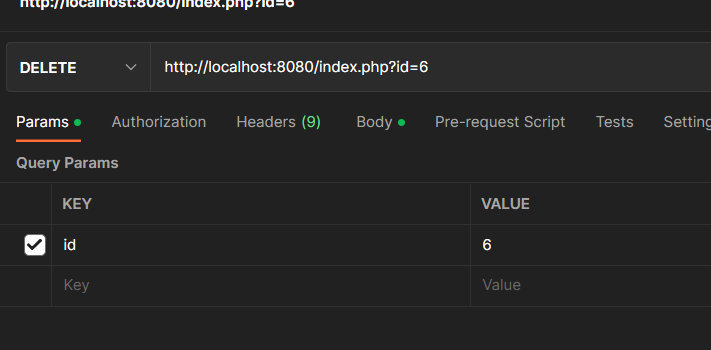 http://localhost:8080/index.php?id=6
DELETE http://localhost:8080/index.php?id=6
Params Authorization Headers (9) Body Pre-request Script Tests Setting
Query Params
KEY VALUE
id 6
Key Value